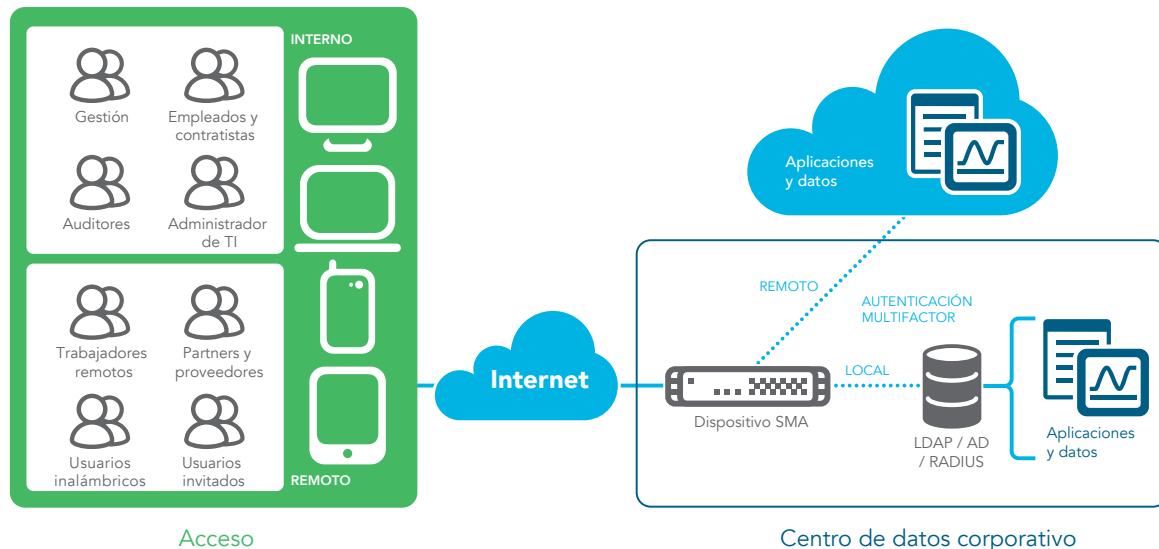 INTERNO
Gestión
Empleados y
contratistas
Auditores
Administrador
de TI
Trabajadores
remotos
Partners y
proveedores
Usuarios
inalámbricos
Usuarios
invitados
REMOTO
Acceso
Internet
Aplicaciones
y datos
REMOTO
AUTENTICACIÓN
MULTIFACTOR
LOCAL
Dispositivo SMA
LDAP / AD
/ RADIUS
Aplicaciones
y datos
Centro de datos corporativo